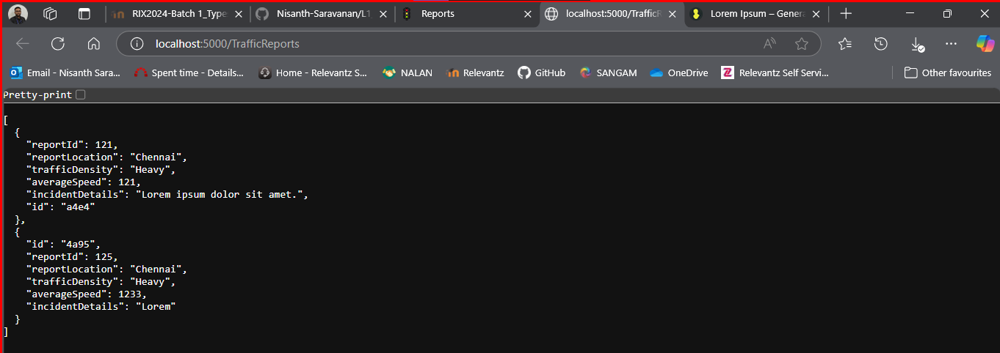 RIX2024-Batch 1_Type
Nisanth-Saravanan/L1_
Reports
localhost:5000/TrafficR
Lorem Ipsum – Genera
localhost:5000/TrafficReports
Email - Nisanth Sara...
Spent time - Details...
Home - Relevantz S...
NALAN
Relevantz
GitHub
SANGAM
OneDrive
Relevantz Self Servi...
Other favourites
Pretty-print
[
{
"reportId": 121,
"reportLocation": "Chennai",
"trafficDensity": "Heavy",
"averageSpeed": 121,
"incidentDetails": "Lorem ipsum dolor sit amet.",
"id": "a4e4"
},
{
"id": "4a95",
"reportId": 125,
"reportLocation": "Chennai",
"trafficDensity": "Heavy",
"averageSpeed": 1233,
"incidentDetails": "Lorem"
}
]